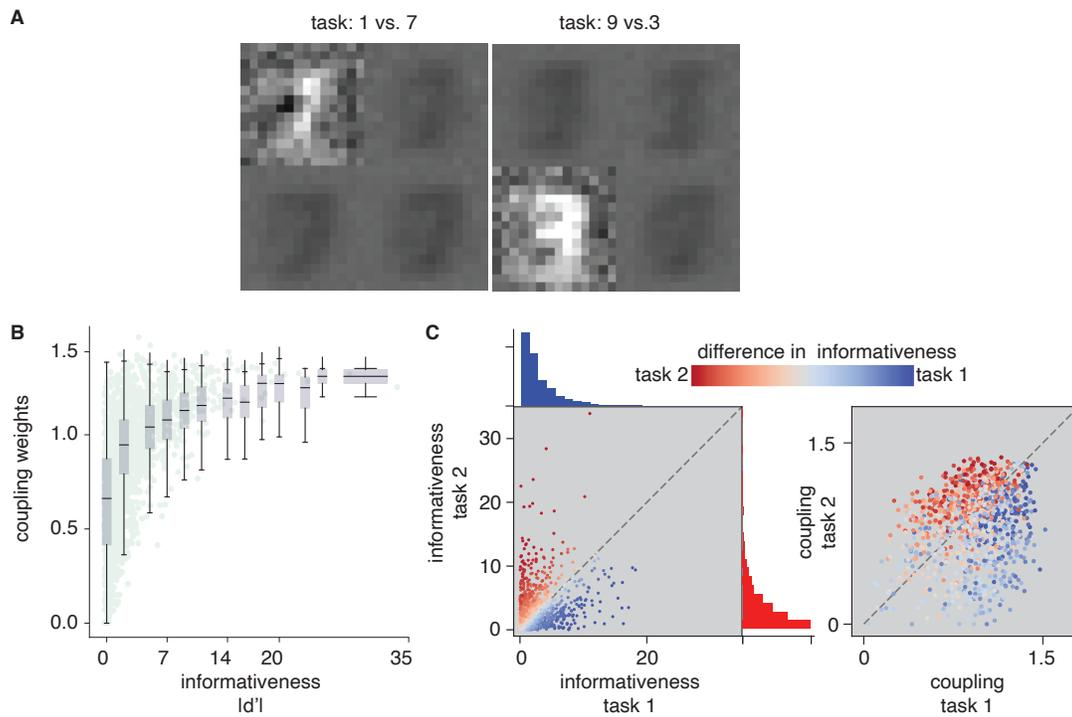 A
task: 1 vs. 7
task: 9 vs.3
B
coupling weights
1.5
1.0
0.5
0.0
0
7
14
20
35
informativeness
ld'l
C
difference in informativeness
task 2
task 1
informativeness
task 2
30
20
10
0
0
20
informativeness
task 1
coupling
task 2
1.5
0
0
1.5
coupling
task 1